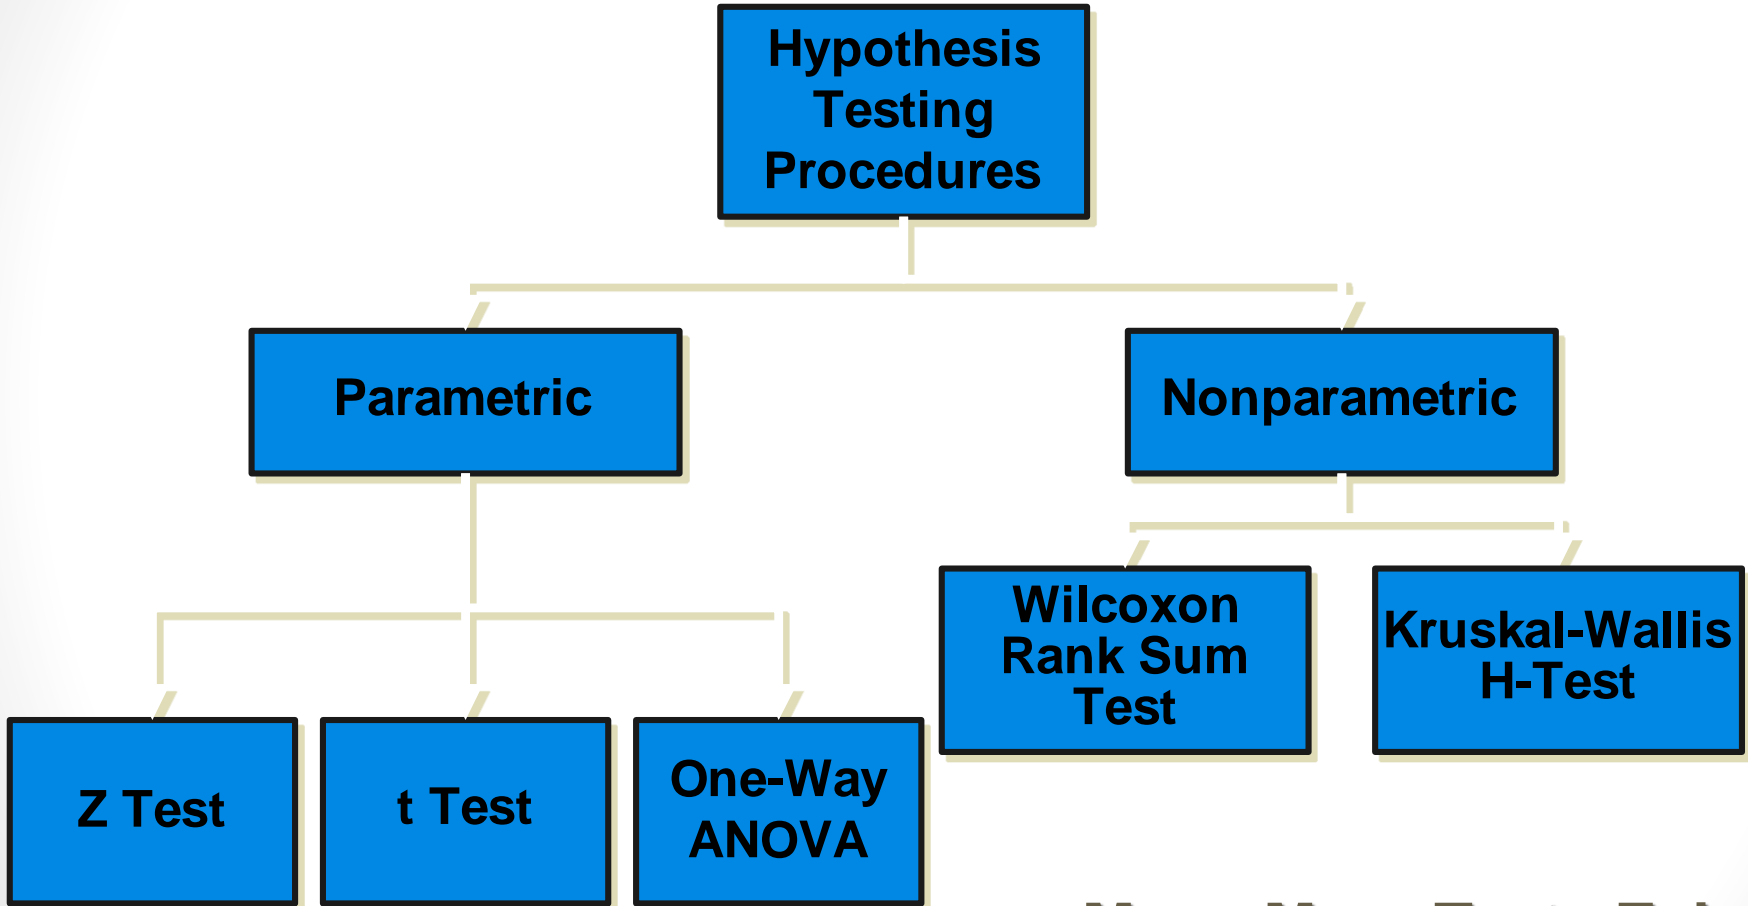 Hypothesis
Testing
Procedures
Parametric
Nonparametric
Wilcoxon
Rank Sum
Test
Kruskal-Wallis
H-Test
Z Test
t Test
One-Way
ANOVA